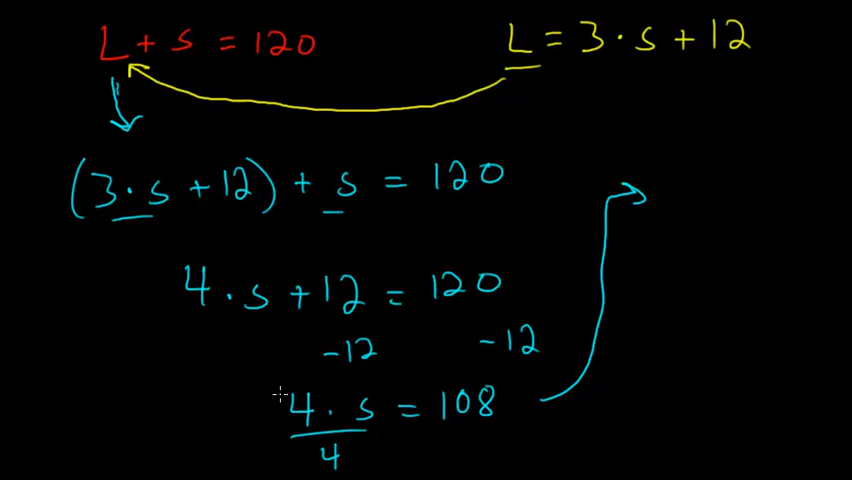 L + s = 120
L = 3 · s + 12
(3 · s + 12) + s = 120
4 · s + 12 = 120
-12 -12
4 · s = 108
4